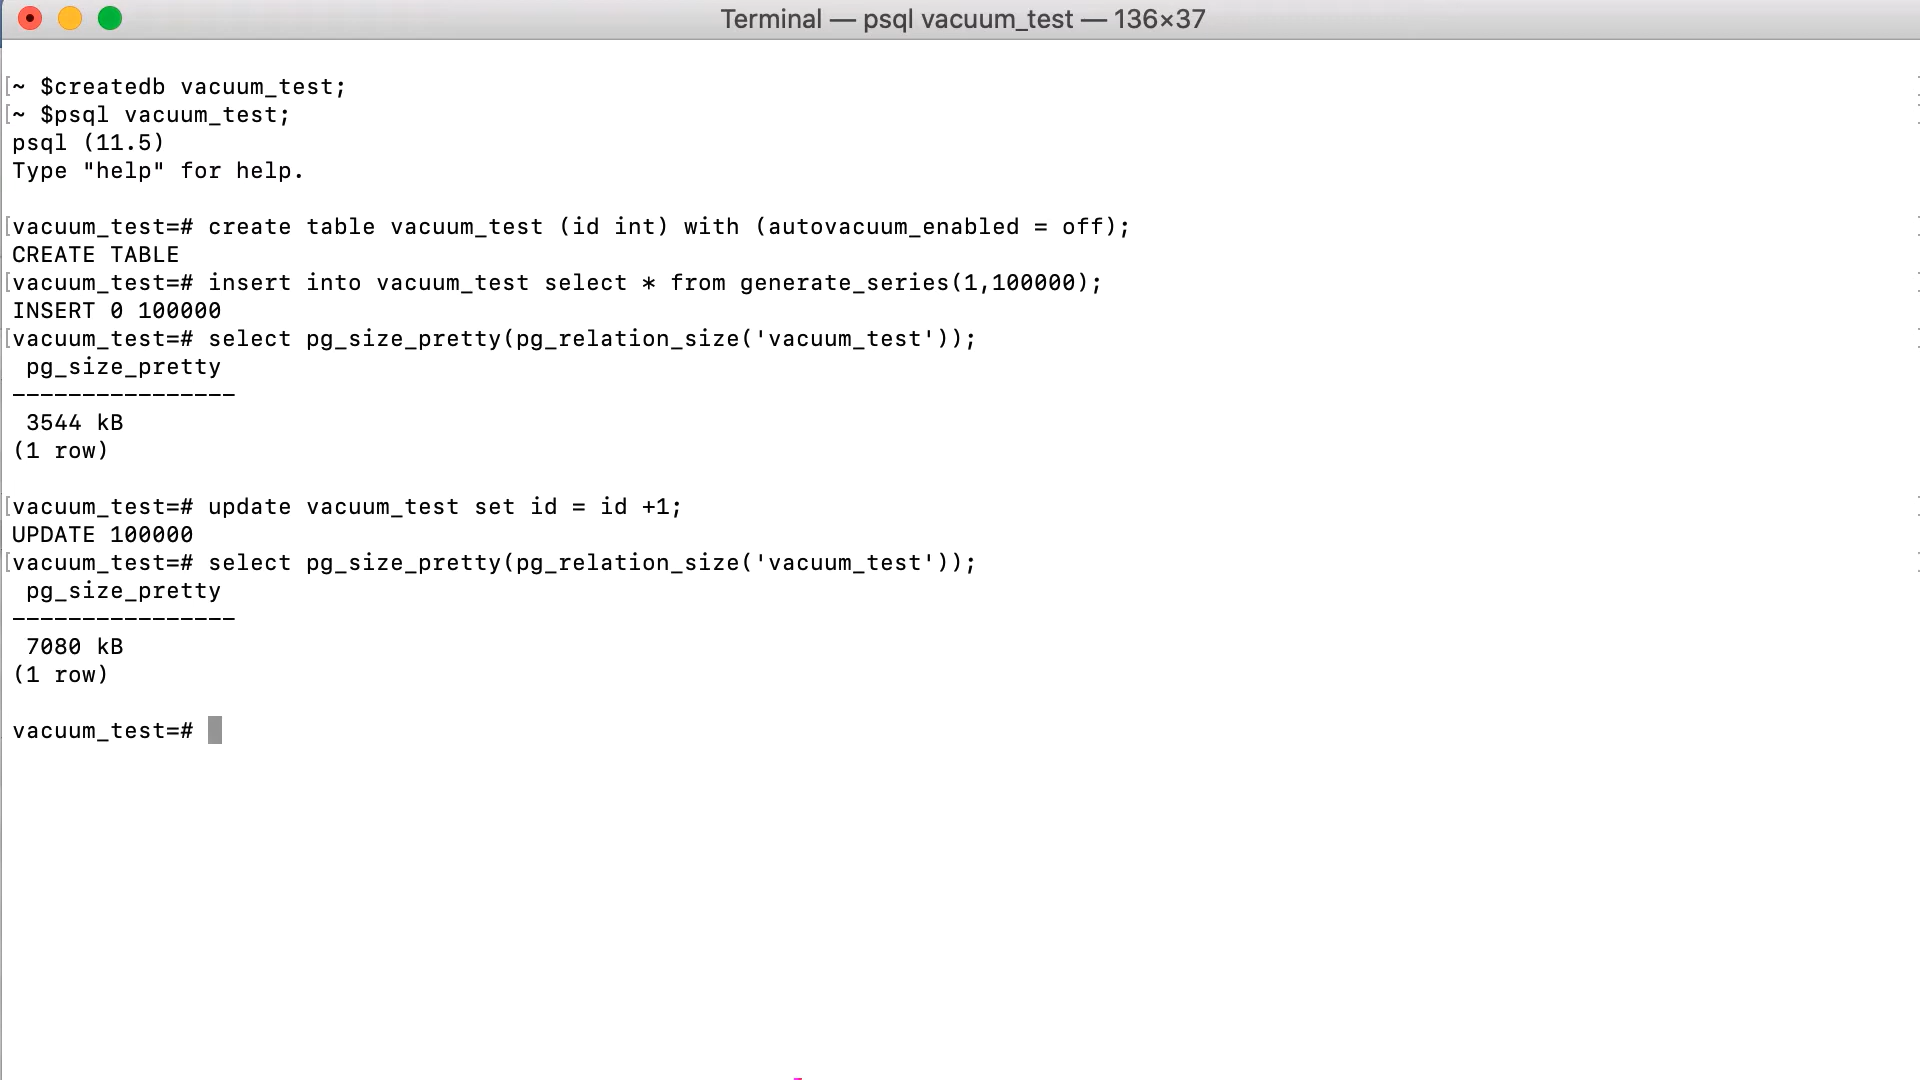 Terminal — psql vacuum_test — 136×37
[~ $createdb vacuum_test;
[~ $psql vacuum_test;
psql (11.5)
Type "help" for help.
[vacuum_test=# create table vacuum_test (id int) with (autovacuum_enabled = off);
CREATE TABLE
[vacuum_test=# insert into vacuum_test select * from generate_series(1,100000);
INSERT 0 100000
[vacuum_test=# select pg_size_pretty(pg_relation_size('vacuum_test'));
 pg_size_pretty
----------------
 3544 kB
(1 row)
[vacuum_test=# update vacuum_test set id = id +1;
UPDATE 100000
[vacuum_test=# select pg_size_pretty(pg_relation_size('vacuum_test'));
 pg_size_pretty
----------------
 7080 kB
(1 row)
vacuum_test=#